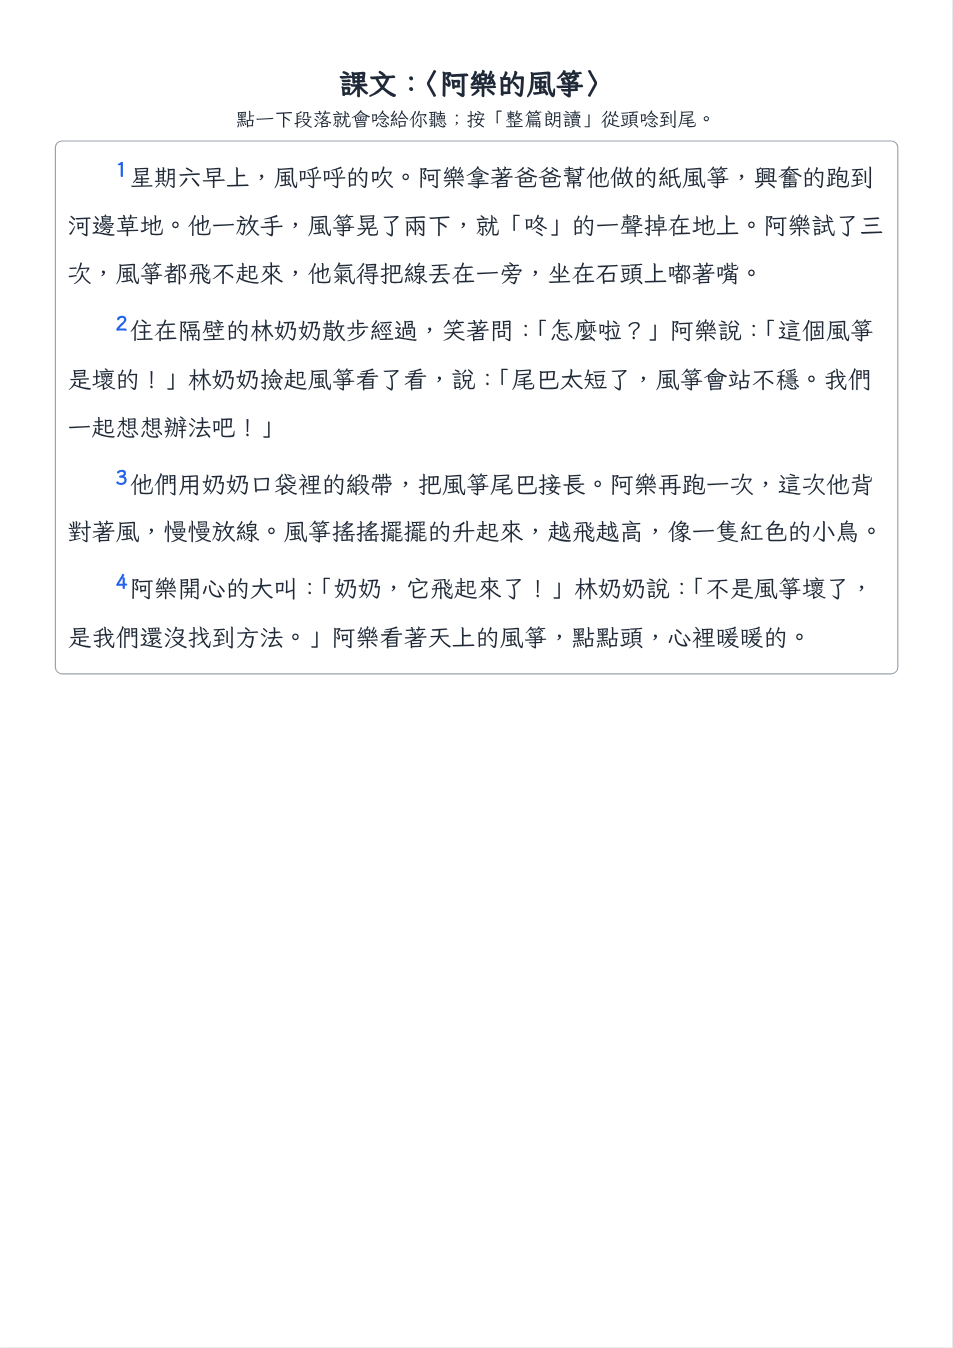 課文：〈阿樂的風箏〉
點一下段落就會唸給你聽；按「整篇朗讀」從頭唸到尾。
1星期六早上，風呼呼的吹。阿樂拿著爸爸幫他做的紙風箏，興奮的跑到
河邊草地。他一放手，風箏晃了兩下，就「咚」的一聲掉在地上。阿樂試了三
次，風箏都飛不起來，他氣得把線丟在一旁，坐在石頭上嘟著嘴。
2住在隔壁的林奶奶散步經過，笑著問：「怎麼啦？」阿樂說：「這個風箏
是壞的！」林奶奶撿起風箏看了看，說：「尾巴太短了，風箏會站不穩。我們
一起想想辦法吧！」
3他們用奶奶口袋裡的緞帶，把風箏尾巴接長。阿樂再跑一次，這次他背
對著風，慢慢放線。風箏搖搖擺擺的升起來，越飛越高，像一隻紅色的小鳥。
4阿樂開心的大叫：「奶奶，它飛起來了！」林奶奶說：「不是風箏壞了，
是我們還沒找到方法。」阿樂看著天上的風箏，點點頭，心裡暖暖的。